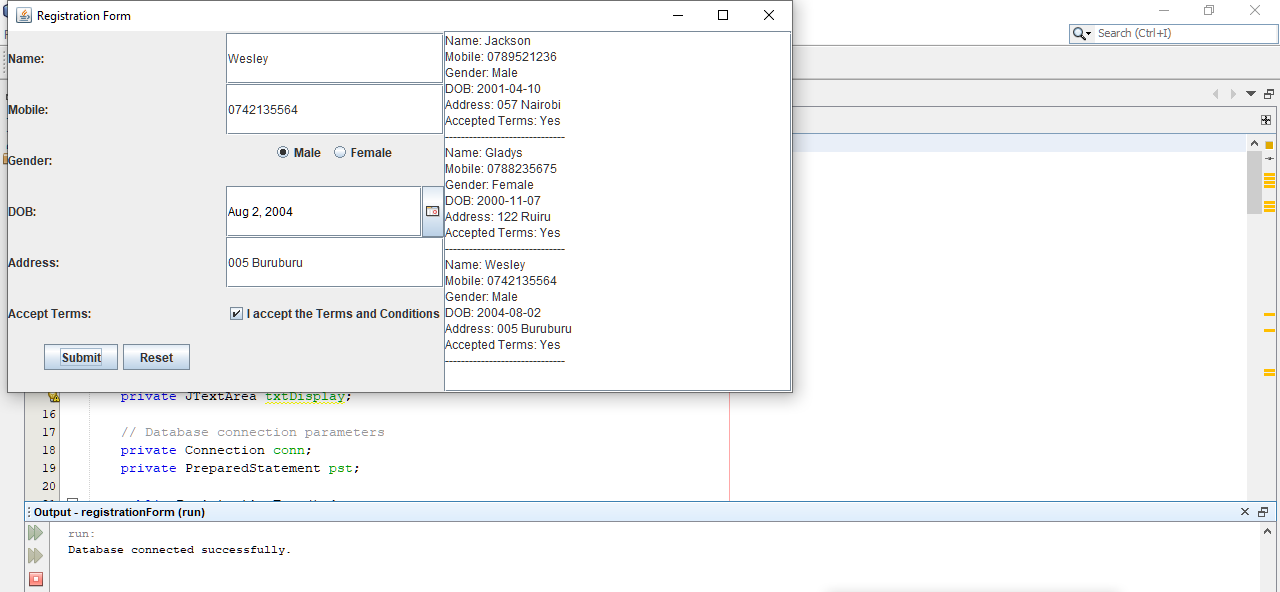 Registration Form
Search (Ctrl+I)
Name:
Wesley
Mobile:
0742135564
Gender:
Male
Female
DOB:
Aug 2, 2004
Address:
005 Buruburu
Accept Terms:
I accept the Terms and Conditions
Submit
Reset
Name: Jackson
Mobile: 0789521236
Gender: Male
DOB: 2001-04-10
Address: 057 Nairobi
Accepted Terms: Yes
------------------------------
Name: Gladys
Mobile: 0788235675
Gender: Female
DOB: 2000-11-07
Address: 122 Ruiru
Accepted Terms: Yes
------------------------------
Name: Wesley
Mobile: 0742135564
Gender: Male
DOB: 2004-08-02
Address: 005 Buruburu
Accepted Terms: Yes
------------------------------
private JTextArea txtDisplay;
16
17 // Database connection parameters
18 private Connection conn;
19 private PreparedStatement pst;
20
Output - registrationForm (run)
run:
Database connected successfully.